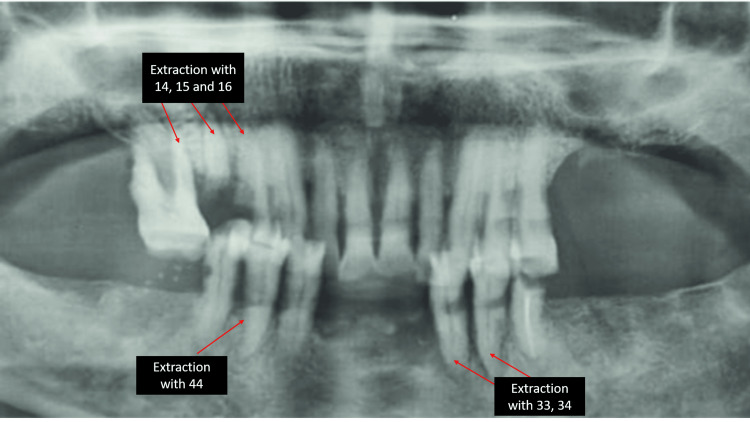 Extraction with
14, 15 and 16
Extraction
with 44
Extraction
with 33, 34